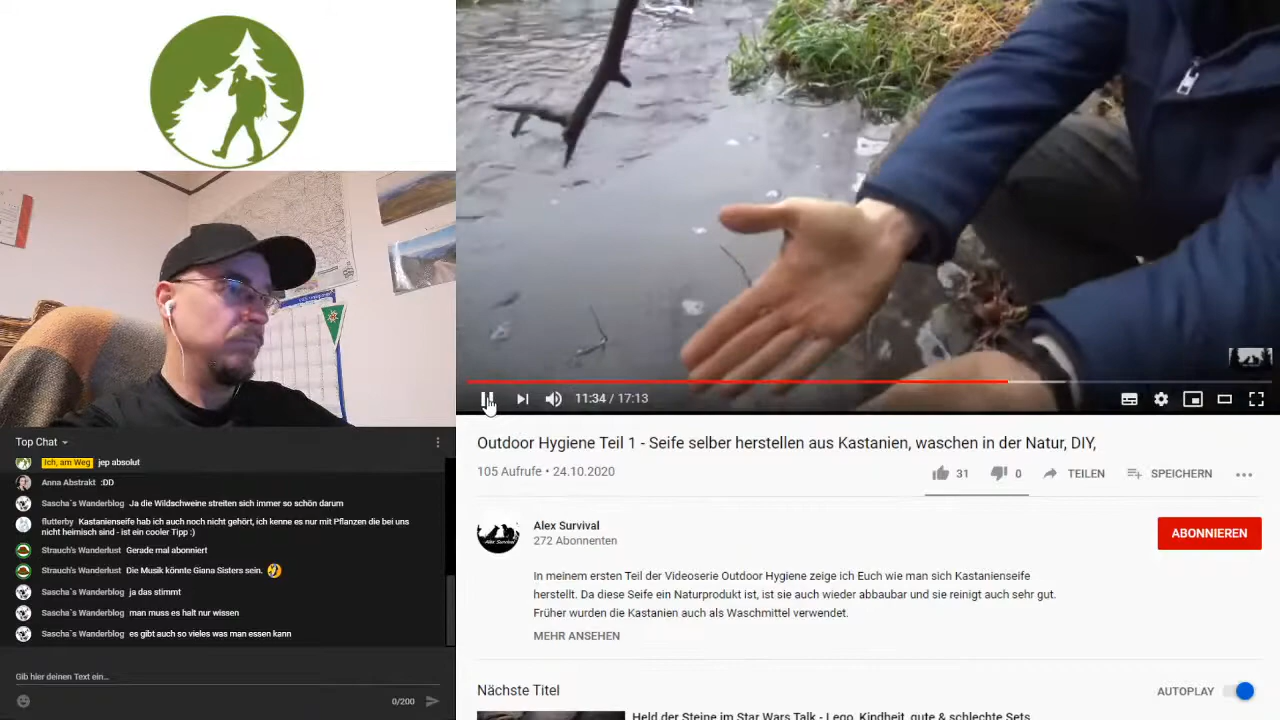 Top Chat
Ich, am Weg jep absolut
Anna Abstrakt :DD
Sascha`s Wanderblog Ja die Wildschweine streiten sich immer so schön darum
flutterby Kastanienseife hab ich auch noch nicht gehört, ich kenne es nur mit Pflanzen die bei uns
nicht heimisch sind - ist ein cooler Tipp :)
Strauch's Wanderlust Gerade mal abonniert
Strauch's Wanderlust Die Musik könnte Giana Sisters sein. 🤣
Sascha`s Wanderblog ja das stimmt
Sascha`s Wanderblog man muss es halt nur wissen
Sascha`s Wanderblog es gibt auch so vieles was man essen kann
Gib hier deinen Text ein...
0/200
11:34 / 17:13
Outdoor Hygiene Teil 1 - Seife selber herstellen aus Kastanien, waschen in der Natur, DIY,
105 Aufrufe • 24.10.2020
31
0
TEILEN
SPEICHERN
Alex Survival
Alex Survival
272 Abonnenten
ABONNIEREN
In meinem ersten Teil der Videoserie Outdoor Hygiene zeige ich Euch wie man sich Kastanienseife
herstellt. Da diese Seife ein Naturprodukt ist, ist sie auch wieder abbaubar und sie reinigt auch sehr gut.
Früher wurden die Kastanien auch als Waschmittel verwendet.
MEHR ANSEHEN
Nächste Titel
AUTOPLAY
Held der Steine im Star Wars Talk - Lego, Kindheit, gute & schlechte Sets